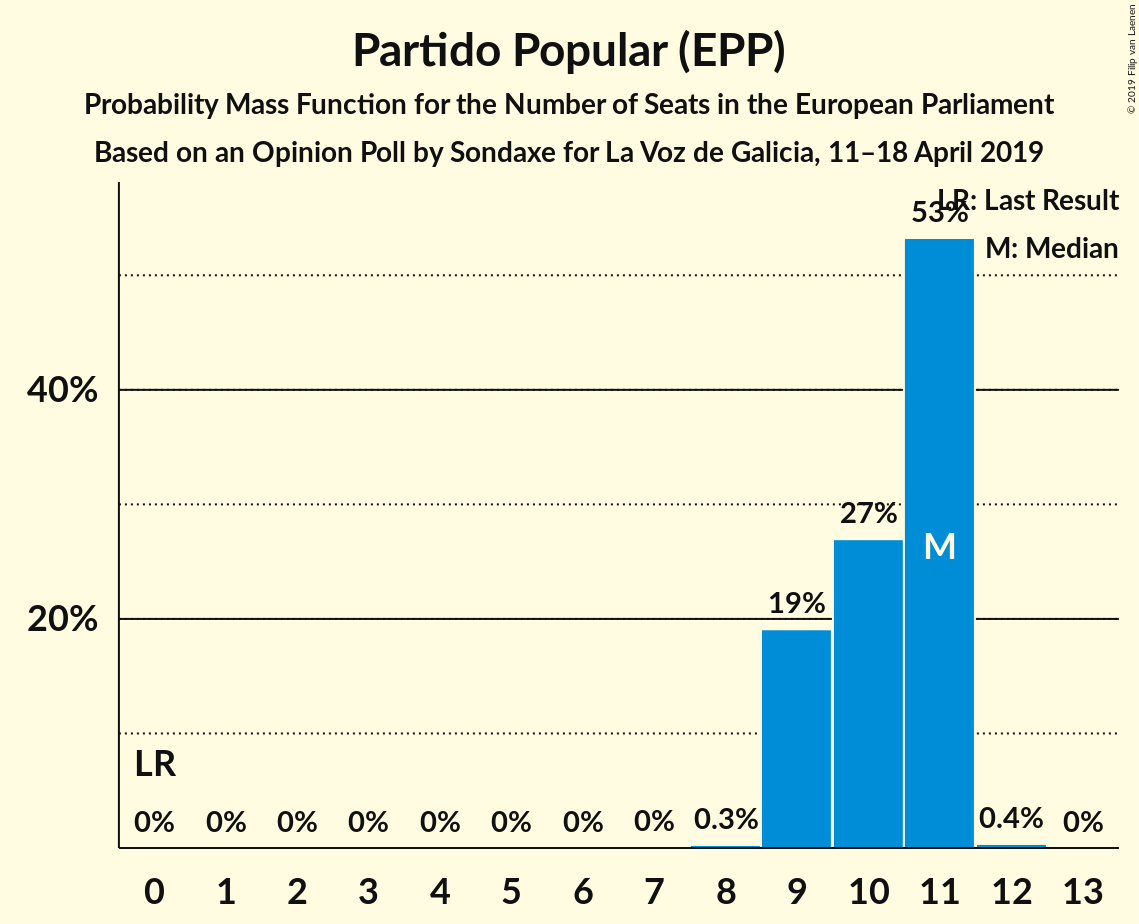 Partido Popular (EPP)
Probability Mass Function for the Number of Seats in the European Parliament
Based on an Opinion Poll by Sondaxe for La Voz de Galicia, 11–18 April 2019
© 2019 Filip van Laenen
LR: Last Result
53%
M: Median
40%
27%
M
19%
20%
LR
0% 0% 0% 0% 0% 0% 0% 0% 0.3% 0.4% 0%
0 1 2 3 4 5 6 7 8 9 10 11 12 13